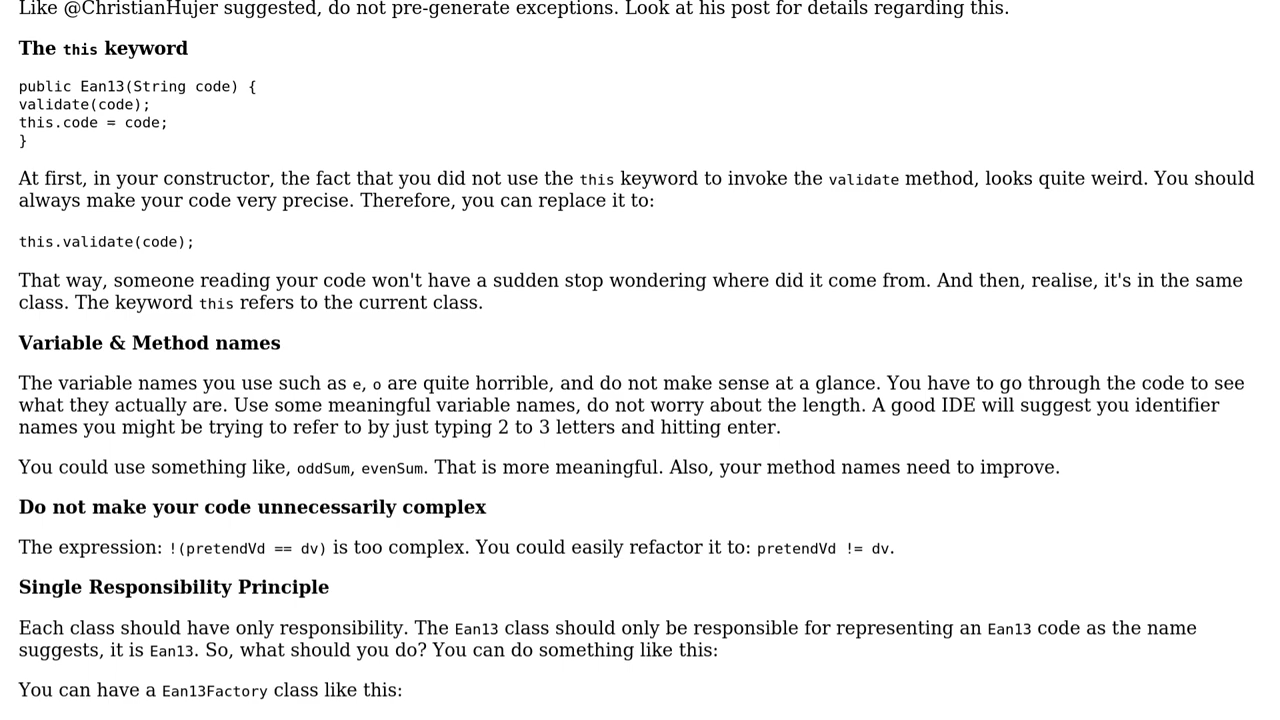 Like @ChristianHujer suggested, do not pre-generate exceptions. Look at his post for details regarding this.
The this keyword
public Ean13(String code) {
validate(code);
this.code = code;
}
At first, in your constructor, the fact that you did not use the this keyword to invoke the validate method, looks quite weird. You should
always make your code very precise. Therefore, you can replace it to:
this.validate(code);
That way, someone reading your code won't have a sudden stop wondering where did it come from. And then, realise, it's in the same
class. The keyword this refers to the current class.
Variable & Method names
The variable names you use such as e, o are quite horrible, and do not make sense at a glance. You have to go through the code to see
what they actually are. Use some meaningful variable names, do not worry about the length. A good IDE will suggest you identifier
names you might be trying to refer to by just typing 2 to 3 letters and hitting enter.
You could use something like, oddSum, evenSum. That is more meaningful. Also, your method names need to improve.
Do not make your code unnecessarily complex
The expression: !(pretendVd == dv) is too complex. You could easily refactor it to: pretendVd != dv.
Single Responsibility Principle
Each class should have only responsibility. The Ean13 class should only be responsible for representing an Ean13 code as the name
suggests, it is Ean13. So, what should you do? You can do something like this:
You can have a Ean13Factory class like this: